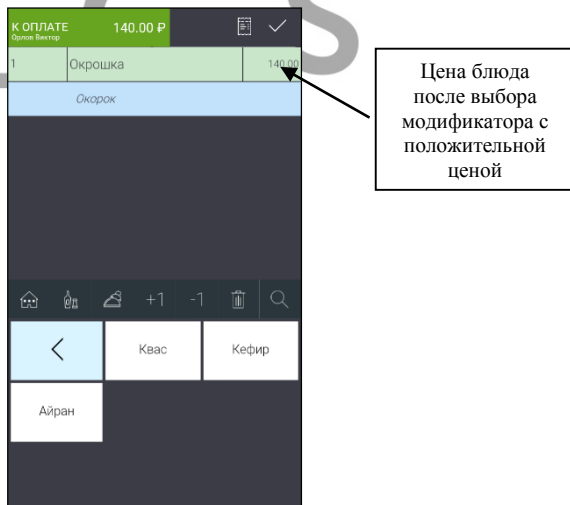 К ОПЛАТЕ 140.00 ₽
Орлов Виктор
1 Окрошка 140.00
Окорок
+1 -1
Квас Кефир
Айран
Цена блюда
после выбора
модификатора с
положительной
ценой